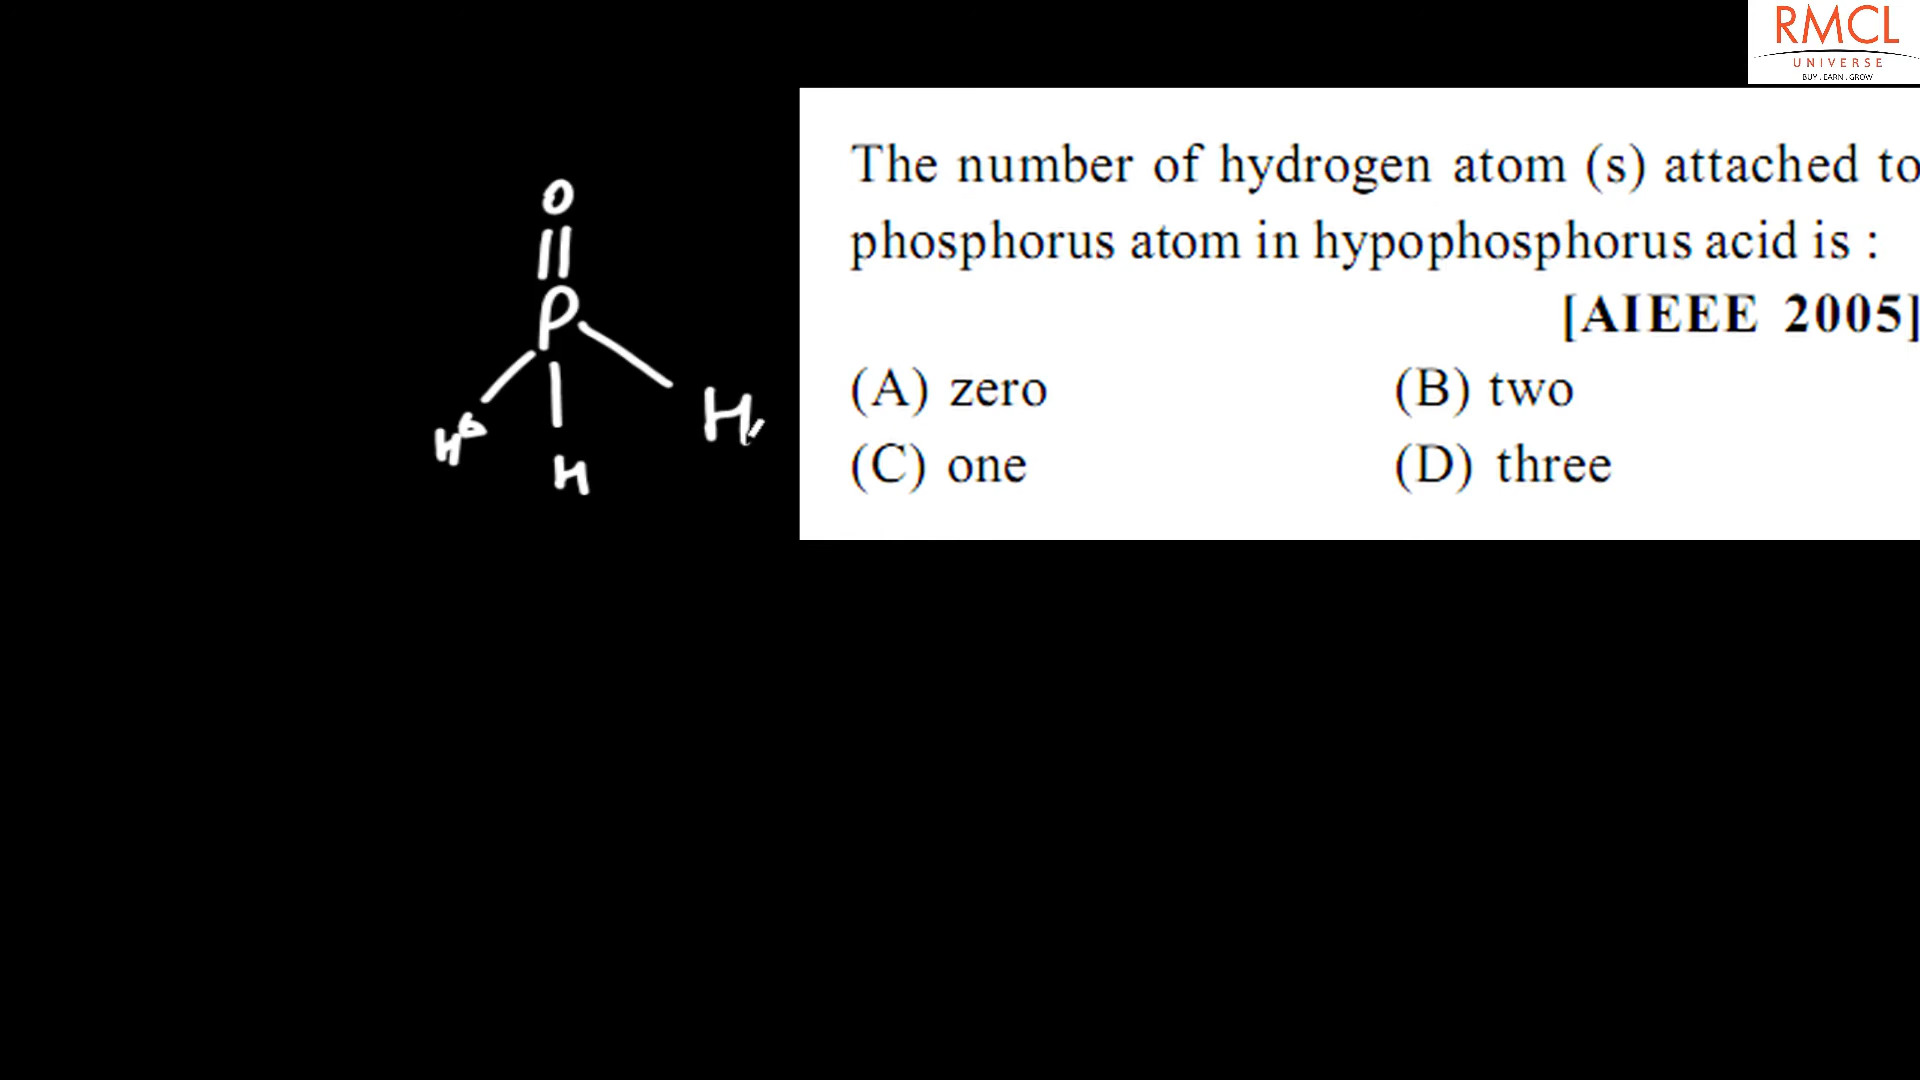 RMCL
UNIVERSE
BUY . EARN . GROW
The number of hydrogen atom (s) attached to
phosphorus atom in hypophosphorus acid is :
[AIEEE 2005]
(A) zero (B) two
(C) one (D) three
O
P
HO H H